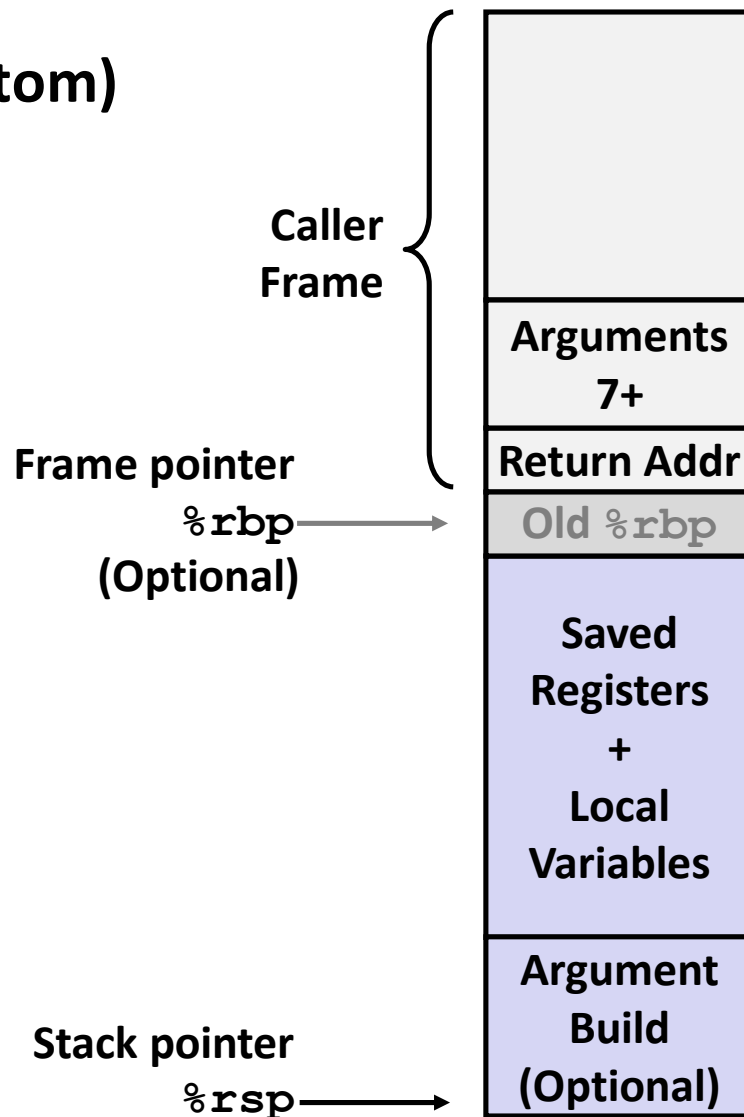 tom)
Caller
Frame
Arguments
7+
Return Addr
Frame pointer
%rbp
(Optional)
Old %rbp
Saved
Registers
+
Local
Variables
Argument
Build
(Optional)
Stack pointer
%rsp